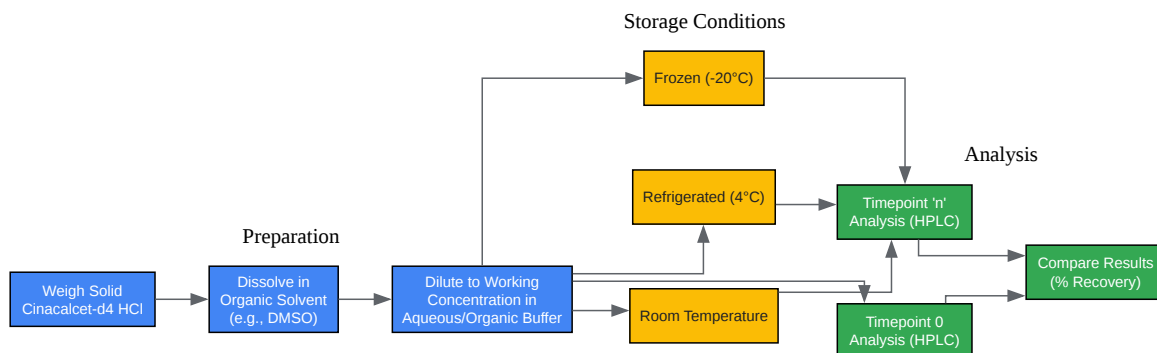 Storage Conditions
Frozen (-20°C)
Analysis
Refrigerated (4°C)
Timepoint 'n'
Analysis (HPLC)
Preparation
Weigh Solid
Cinacalcet-d4 HCl
Dissolve in
Organic Solvent
(e.g., DMSO)
Dilute to Working
Concentration in
Aqueous/Organic Buffer
Room Temperature
Timepoint 0
Analysis (HPLC)
Compare Results
(% Recovery)